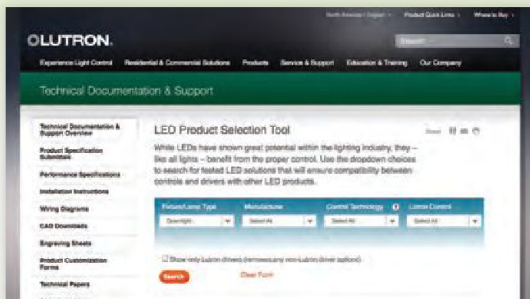 North America / English
Product Quick Links
Where to Buy
LUTRON.
Search
Experience Light Control Residential & Commercial Solutions Products Service & Support Education & Training Our Company
Technical Documentation & Support
Technical Documentation &
Support Overview
Product Specification
Submittals
Performance Specifications
Installation Instructions
Wiring Diagrams
CAD Downloads
Engraving Sheets
Product Customization
Forms
Technical Papers
LED Product Selection Tool
Share
While LEDs have shown great potential within the lighting industry, they –
like all lights – benefit from the proper control. Use the dropdown choices
to search for tested LED solutions that will ensure compatibility between
controls and drivers with other LED products.
Fixture/Lamp Type Manufacturer Control Technology Lutron Control
Downlight Select All Select All Select All
Show only Lutron drivers (removes any non-Lutron driver options).
Search Clear Form